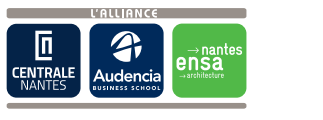 L'ALLIANCE
CENTRALE
NANTES
Audencia
BUSINESS SCHOOL
→nantes
ensa
→architecture